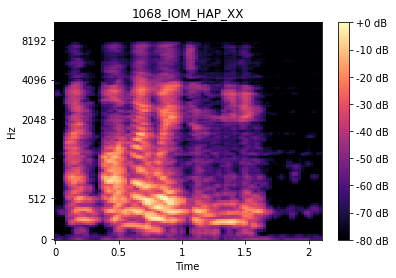 1068_IOM_HAP_XX
8192
4096
2048
1024
512
0
Hz
0
0.5
1
1.5
2
Time
+0 dB
-10 dB
-20 dB
-30 dB
-40 dB
-50 dB
-60 dB
-70 dB
-80 dB